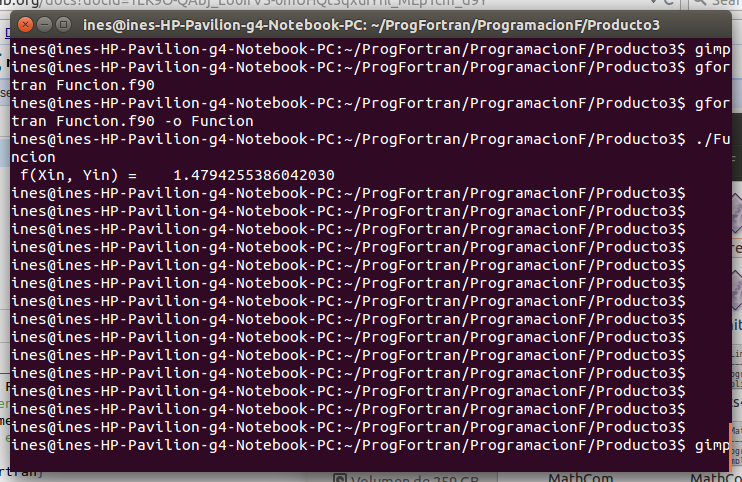 ines@ines-HP-Pavilion-g4-Notebook-PC: ~/ProgFortran/ProgramacionF/Producto3
ines@ines-HP-Pavilion-g4-Notebook-PC:~/ProgFortran/ProgramacionF/Producto3$ gimp
ines@ines-HP-Pavilion-g4-Notebook-PC:~/ProgFortran/ProgramacionF/Producto3$ gfor
tran Funcion.f90
ines@ines-HP-Pavilion-g4-Notebook-PC:~/ProgFortran/ProgramacionF/Producto3$ gfor
tran Funcion.f90 -o Funcion
ines@ines-HP-Pavilion-g4-Notebook-PC:~/ProgFortran/ProgramacionF/Producto3$ ./Fu
ncion
f(Xin, Yin) =    1.4794255386042030
ines@ines-HP-Pavilion-g4-Notebook-PC:~/ProgFortran/ProgramacionF/Producto3$
ines@ines-HP-Pavilion-g4-Notebook-PC:~/ProgFortran/ProgramacionF/Producto3$
ines@ines-HP-Pavilion-g4-Notebook-PC:~/ProgFortran/ProgramacionF/Producto3$
ines@ines-HP-Pavilion-g4-Notebook-PC:~/ProgFortran/ProgramacionF/Producto3$
ines@ines-HP-Pavilion-g4-Notebook-PC:~/ProgFortran/ProgramacionF/Producto3$
ines@ines-HP-Pavilion-g4-Notebook-PC:~/ProgFortran/ProgramacionF/Producto3$
ines@ines-HP-Pavilion-g4-Notebook-PC:~/ProgFortran/ProgramacionF/Producto3$
ines@ines-HP-Pavilion-g4-Notebook-PC:~/ProgFortran/ProgramacionF/Producto3$
ines@ines-HP-Pavilion-g4-Notebook-PC:~/ProgFortran/ProgramacionF/Producto3$
ines@ines-HP-Pavilion-g4-Notebook-PC:~/ProgFortran/ProgramacionF/Producto3$
ines@ines-HP-Pavilion-g4-Notebook-PC:~/ProgFortran/ProgramacionF/Producto3$
ines@ines-HP-Pavilion-g4-Notebook-PC:~/ProgFortran/ProgramacionF/Producto3$
ines@ines-HP-Pavilion-g4-Notebook-PC:~/ProgFortran/ProgramacionF/Producto3$
ines@ines-HP-Pavilion-g4-Notebook-PC:~/ProgFortran/ProgramacionF/Producto3$
ines@ines-HP-Pavilion-g4-Notebook-PC:~/ProgFortran/ProgramacionF/Producto3$ gimp
Volumen de 259 GB
MathCom